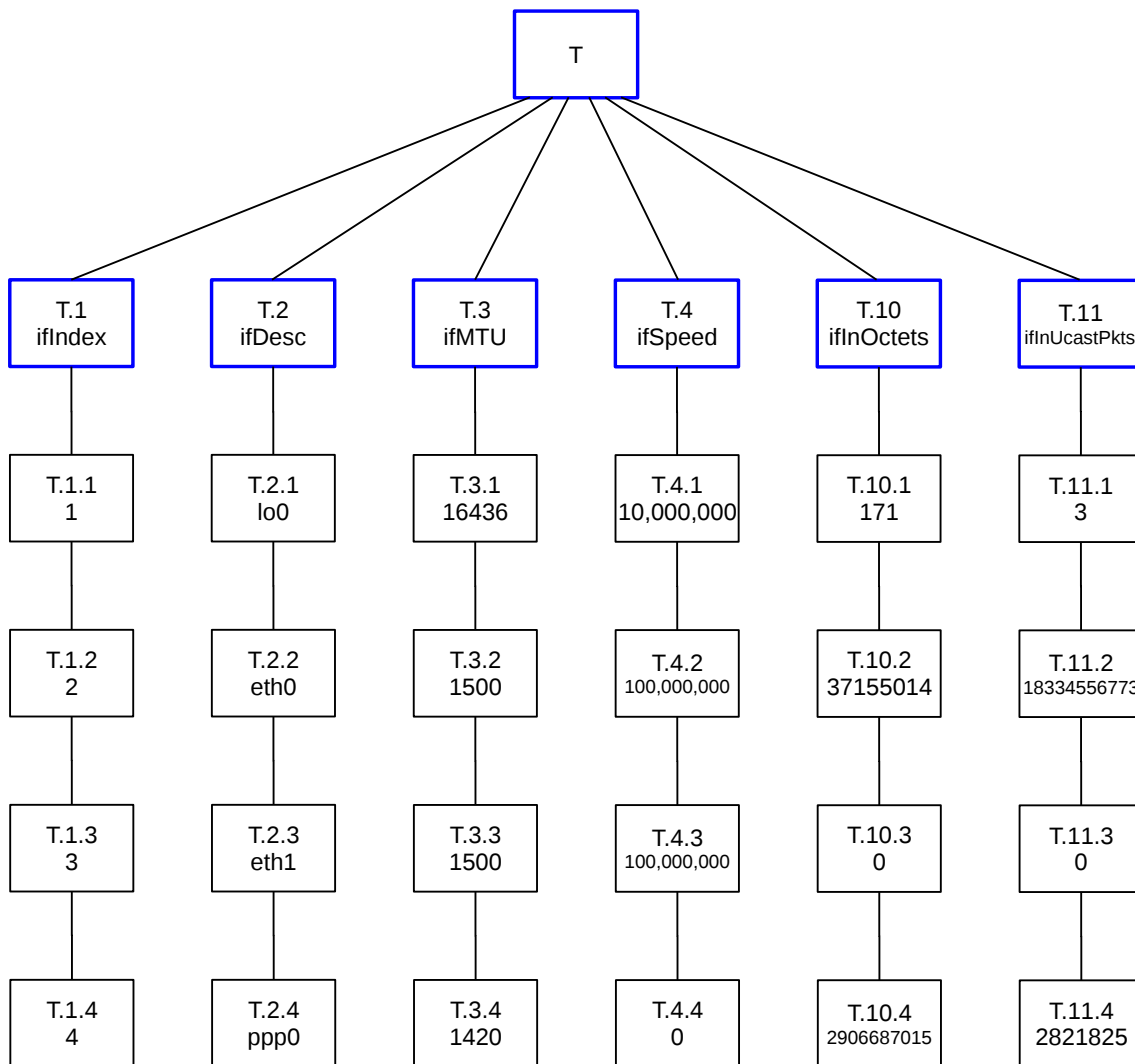 T
T.1
ifIndex
T.2
ifDesc
T.3
ifMTU
T.4
ifSpeed
T.10
ifInOctets
T.11
ifInUcastPkts
T.1.1
1
T.2.1
lo0
T.3.1
16436
T.4.1
10,000,000
T.10.1
171
T.11.1
3
T.1.2
2
T.2.2
eth0
T.3.2
1500
T.4.2
100,000,000
T.10.2
37155014
T.11.2
18334556773
T.1.3
3
T.2.3
eth1
T.3.3
1500
T.4.3
100,000,000
T.10.3
0
T.11.3
0
T.1.4
4
T.2.4
ppp0
T.3.4
1420
T.4.4
0
T.10.4
2906687015
T.11.4
2821825